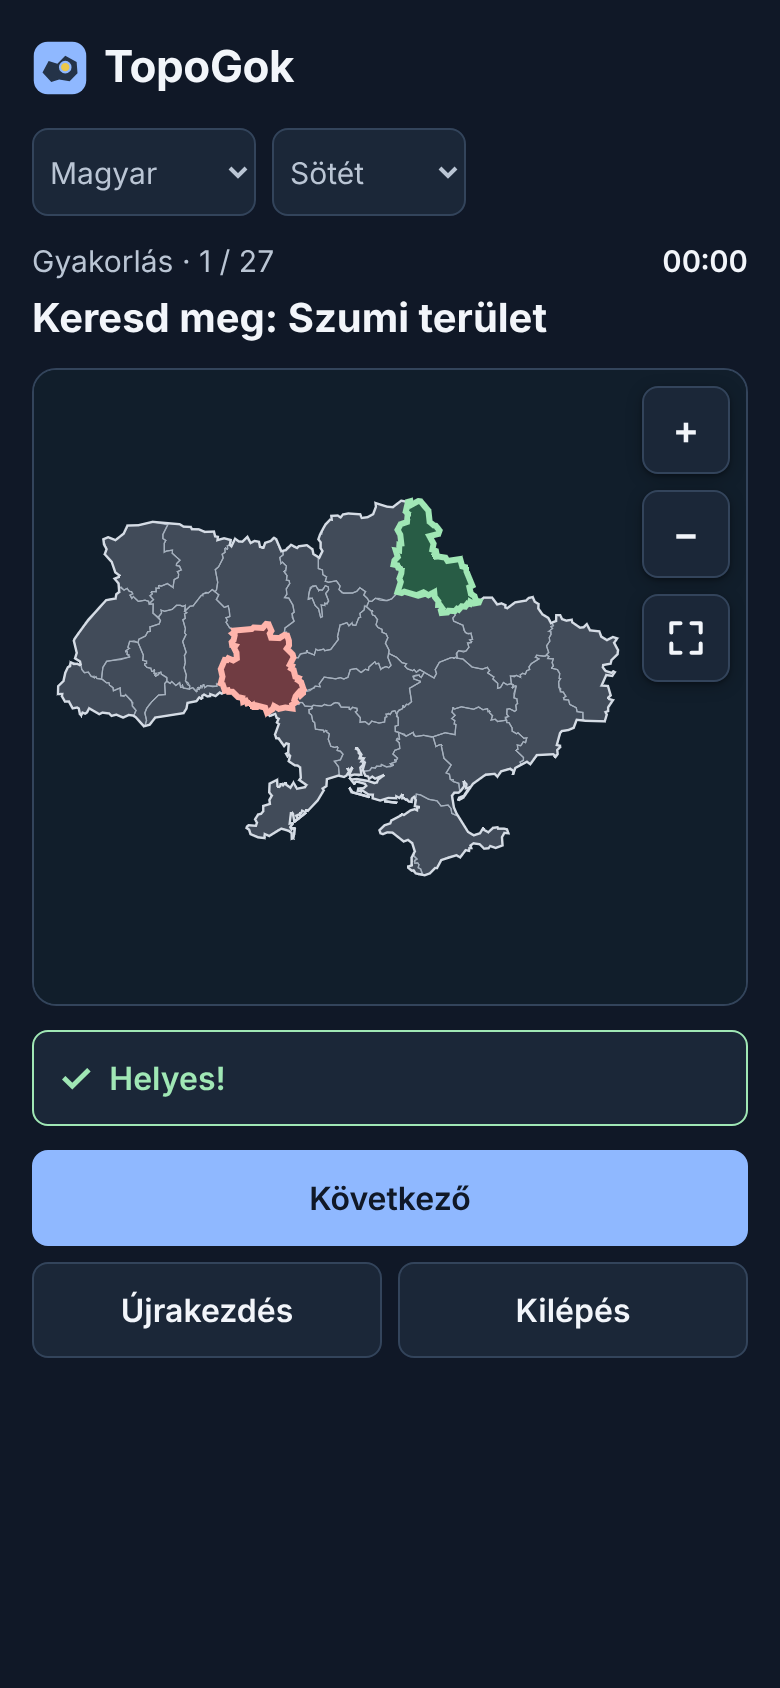 TopoGok
Magyar
Sötét
Gyakorlás · 1 / 27
00:00
Keresd meg: Szumi terület
+
−
✓ Helyes!
Következő
Újrakezdés
Kilépés